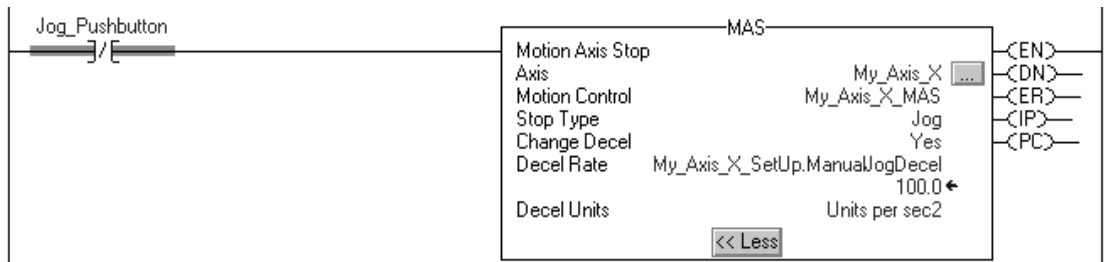 Jog_Pushbutton
MAS
Motion Axis Stop
Axis My_Axis_X ...
Motion Control My_Axis_X_MAS
Stop Type Jog
Change Decel Yes
Decel Rate My_Axis_X_SetUp.ManualJogDecel
100.0
Decel Units Units per sec2
<< Less
EN
DN
ER
IP
PC